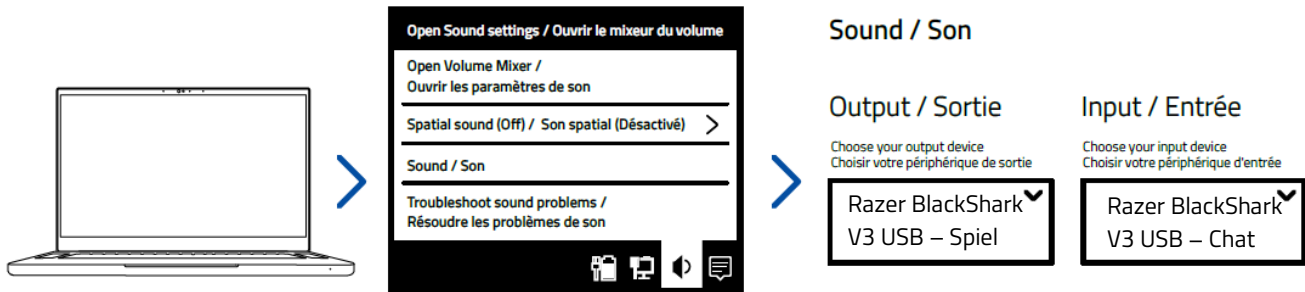 Open Sound settings / Ouvrir le mixeur du volume
Open Volume Mixer /
Ouvrir les paramètres de son
Spatial sound (Off) / Son spatial (Désactivé)
Sound / Son
Troubleshoot sound problems /
Résoudre les problèmes de son
Sound / Son
Output / Sortie
Choose your output device
Choisir votre périphérique de sortie
Razer BlackShark
V3 USB – Spiel
Input / Entrée
Choose your input device
Choisir votre périphérique d'entrée
Razer BlackShark
V3 USB – Chat